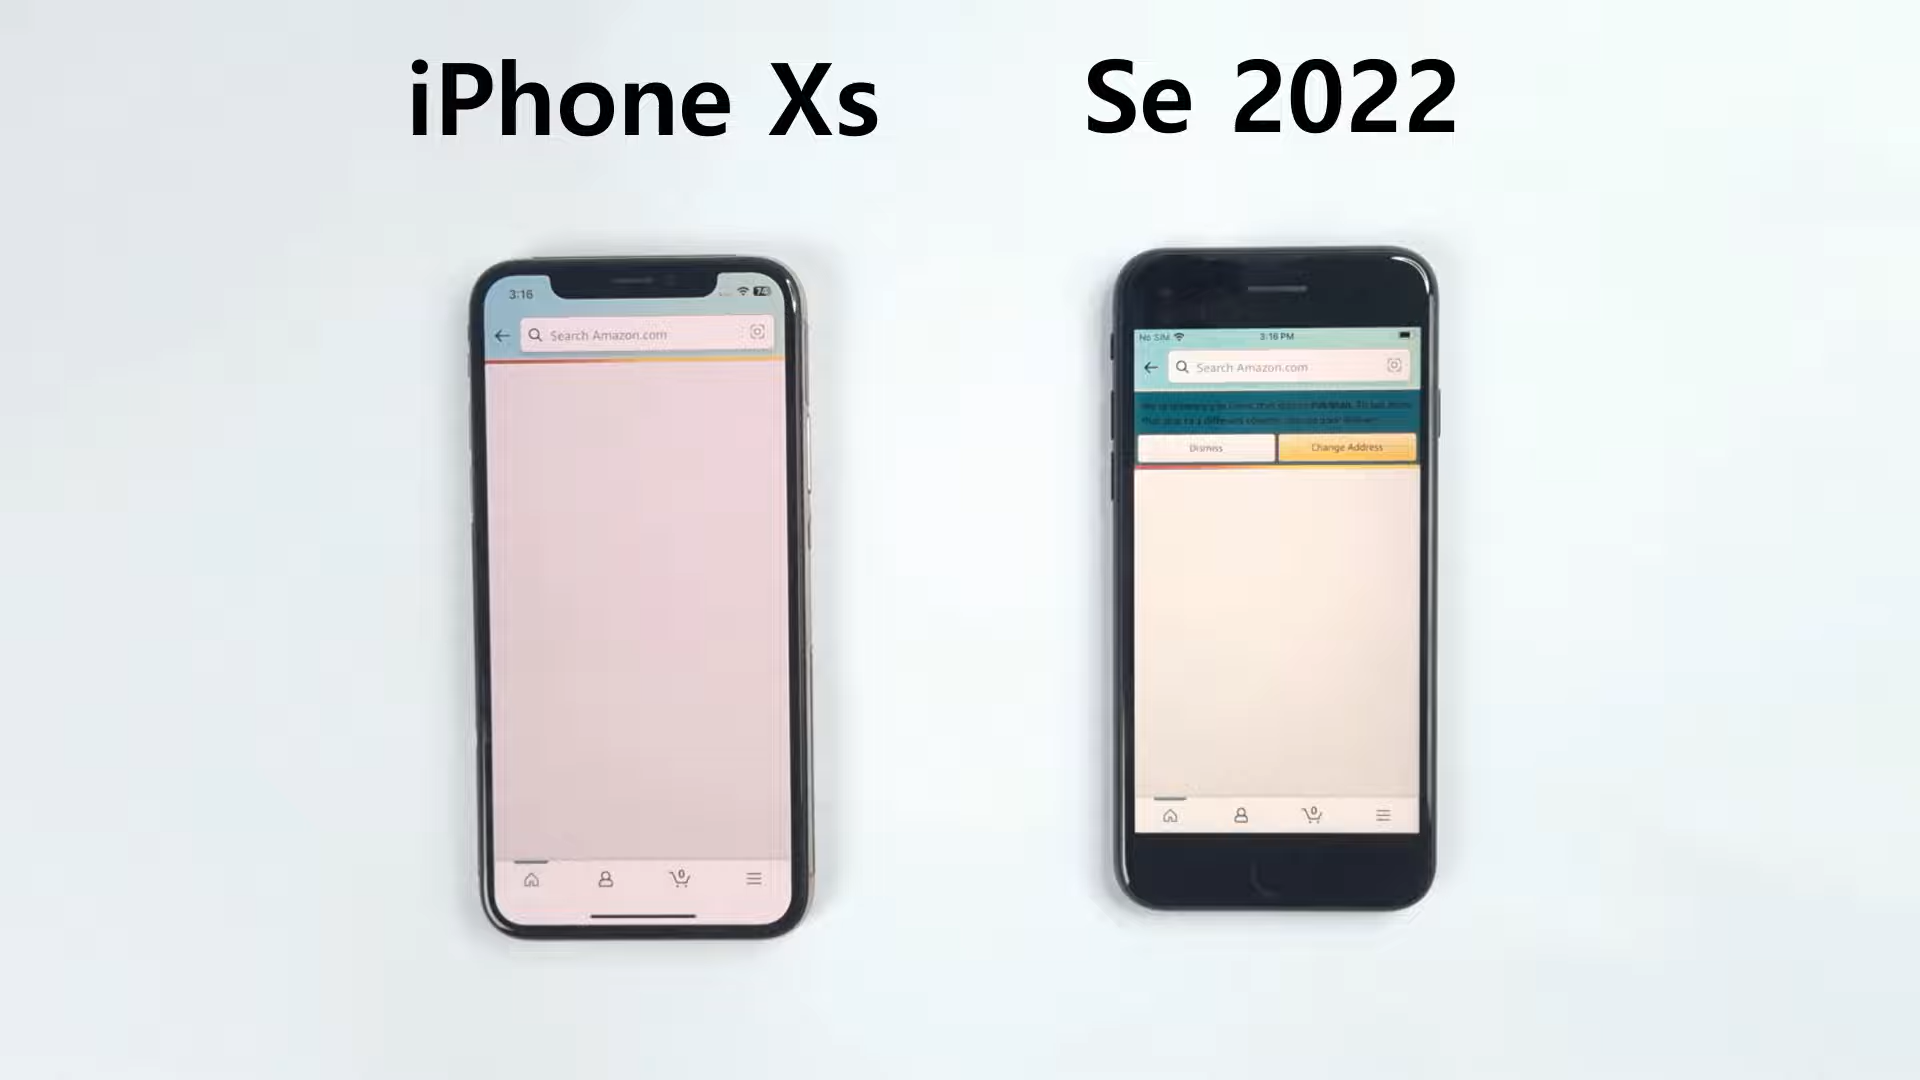 iPhone Xs
Se 2022
3:16
74
Search Amazon.com
0
No SIM
3:16 PM
Search Amazon.com
Dismiss
Change Address
0